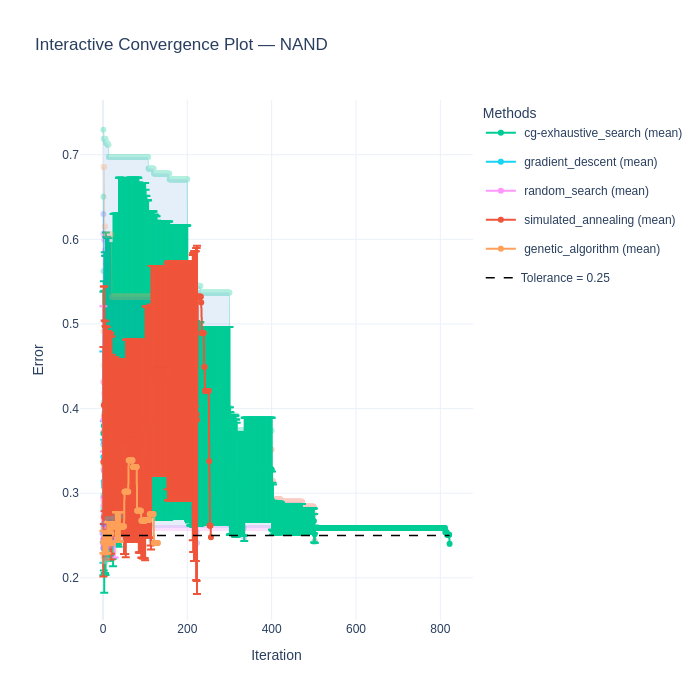 Interactive Convergence Plot — NAND
Methods
cg-exhaustive_search (mean)
gradient_descent (mean)
random_search (mean)
simulated_annealing (mean)
genetic_algorithm (mean)
Tolerance = 0.25
Error
0.7
0.6
0.5
0.4
0.3
0.2
0
200
400
600
800
Iteration